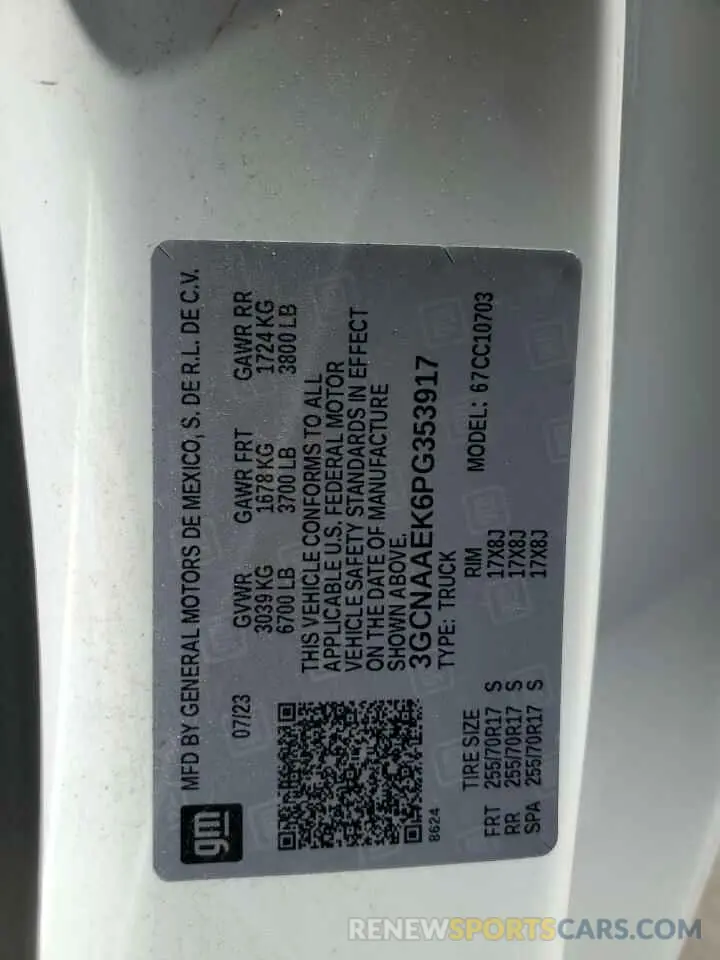 gm
MFD BY GENERAL MOTORS DE MEXICO, S. DE R.L. DE C.V.
07/23
GVWR GAWR FRT GAWR RR
3039 KG 1678 KG 1724 KG
6700 LB 3700 LB 3800 LB
THIS VEHICLE CONFORMS TO ALL
APPLICABLE U.S. FEDERAL MOTOR
VEHICLE SAFETY STANDARDS IN EFFECT
ON THE DATE OF MANUFACTURE
SHOWN ABOVE.
3GCNAAEK6PG353917
TYPE: TRUCK
8624
MODEL: 67CC10703
TIRE SIZE RIM
FRT 255/70R17 S 17X8J
RR 255/70R17 S 17X8J
SPA 255/70R17 S 17X8J
RENEWSPORTSCARS.COM